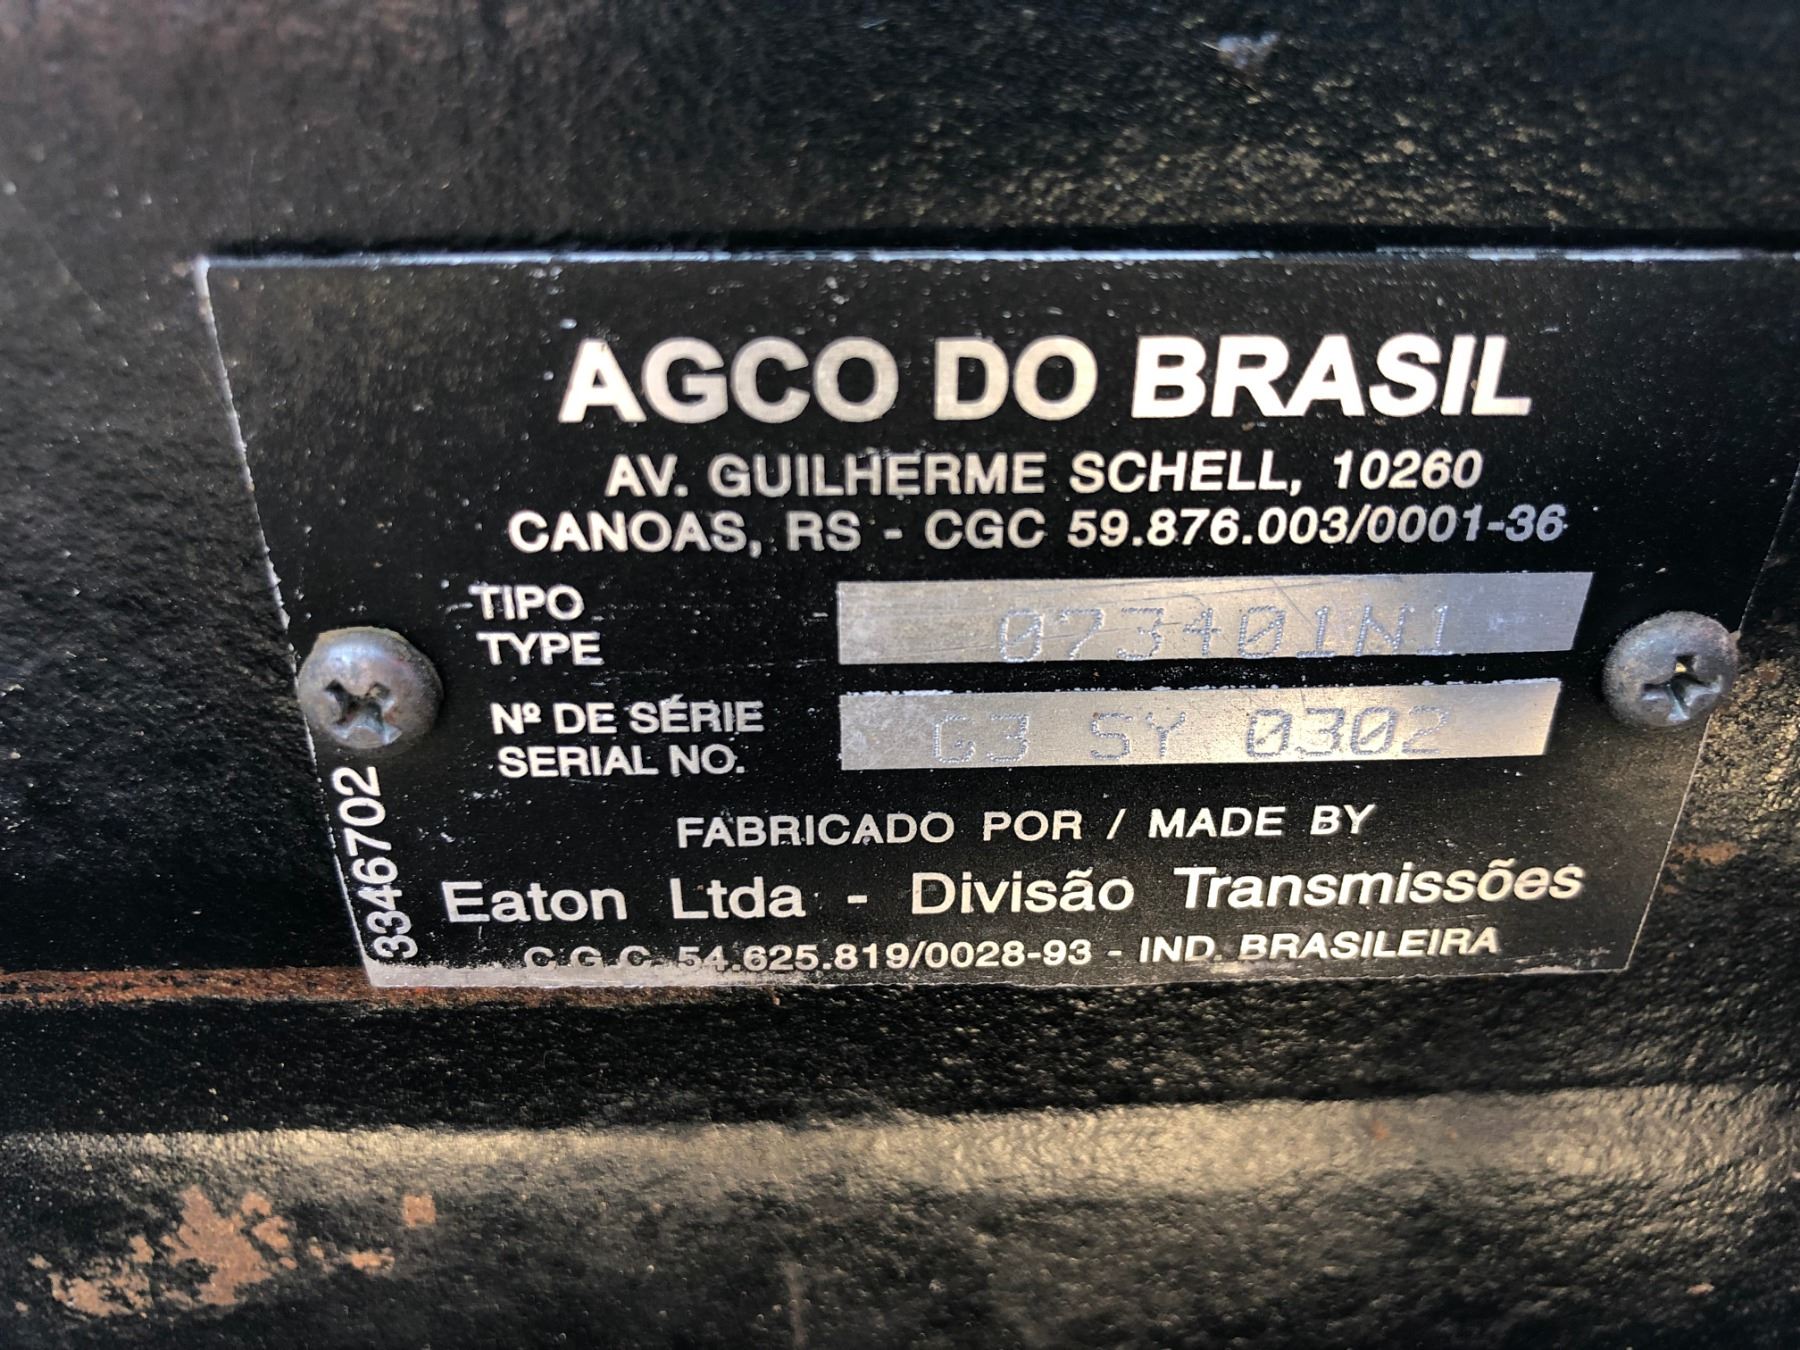 AGCO DO BRASIL
AV. GUILHERME SCHELL, 10260
CANOAS, RS - CGC 59.876.003/0001-36
TIPO
TYPE
073401N1
Nº DE SÉRIE
SERIAL NO.
G3 SY 0302
FABRICADO POR / MADE BY
Eaton Ltda - Divisão Transmissões
C.G.C. 54.625.819/0028-93 - IND. BRASILEIRA
3346702